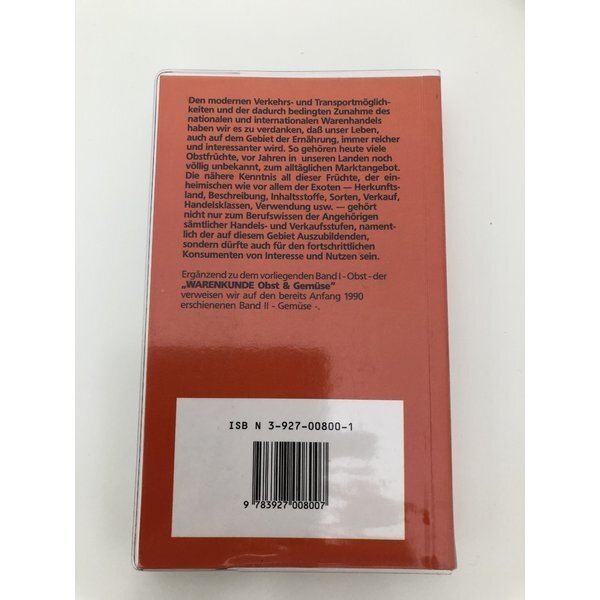 Den modernen Verkehrs- und Transportmöglich-
keiten und der dadurch bedingten Zunahme des
nationalen und internationalen Warenhandels
haben wir es zu verdanken, daß unser Leben,
auch auf dem Gebiet der Ernährung, immer reicher
und interessanter wird. So gehören heute viele
Obstfrüchte, vor Jahren in unseren Landen noch
völlig unbekannt, zum alltäglichen Marktangebot.
Die nähere Kenntnis all dieser Früchte, der ein-
heimischen wie vor allem der Exoten — Herkunfts-
land, Beschreibung, Inhaltsstoffe, Sorten, Verkauf,
Handelsklassen, Verwendung usw. — gehört
nicht nur zum Berufswissen der Angehörigen
sämtlicher Handels- und Verkaufsstufen, nament-
lich der auf diesem Gebiet Auszubildenden,
sondern dürfte auch für den fortschrittlichen
Konsumenten von Interesse und Nutzen sein.
Ergänzend zu dem vorliegenden Band I - Obst - der
„WARENKUNDE Obst & Gemüse”
verweisen wir auf den bereits Anfang 1990
erschienenen Band II - Gemüse -.
ISB N 3-927-00800-1
9 783927 008007